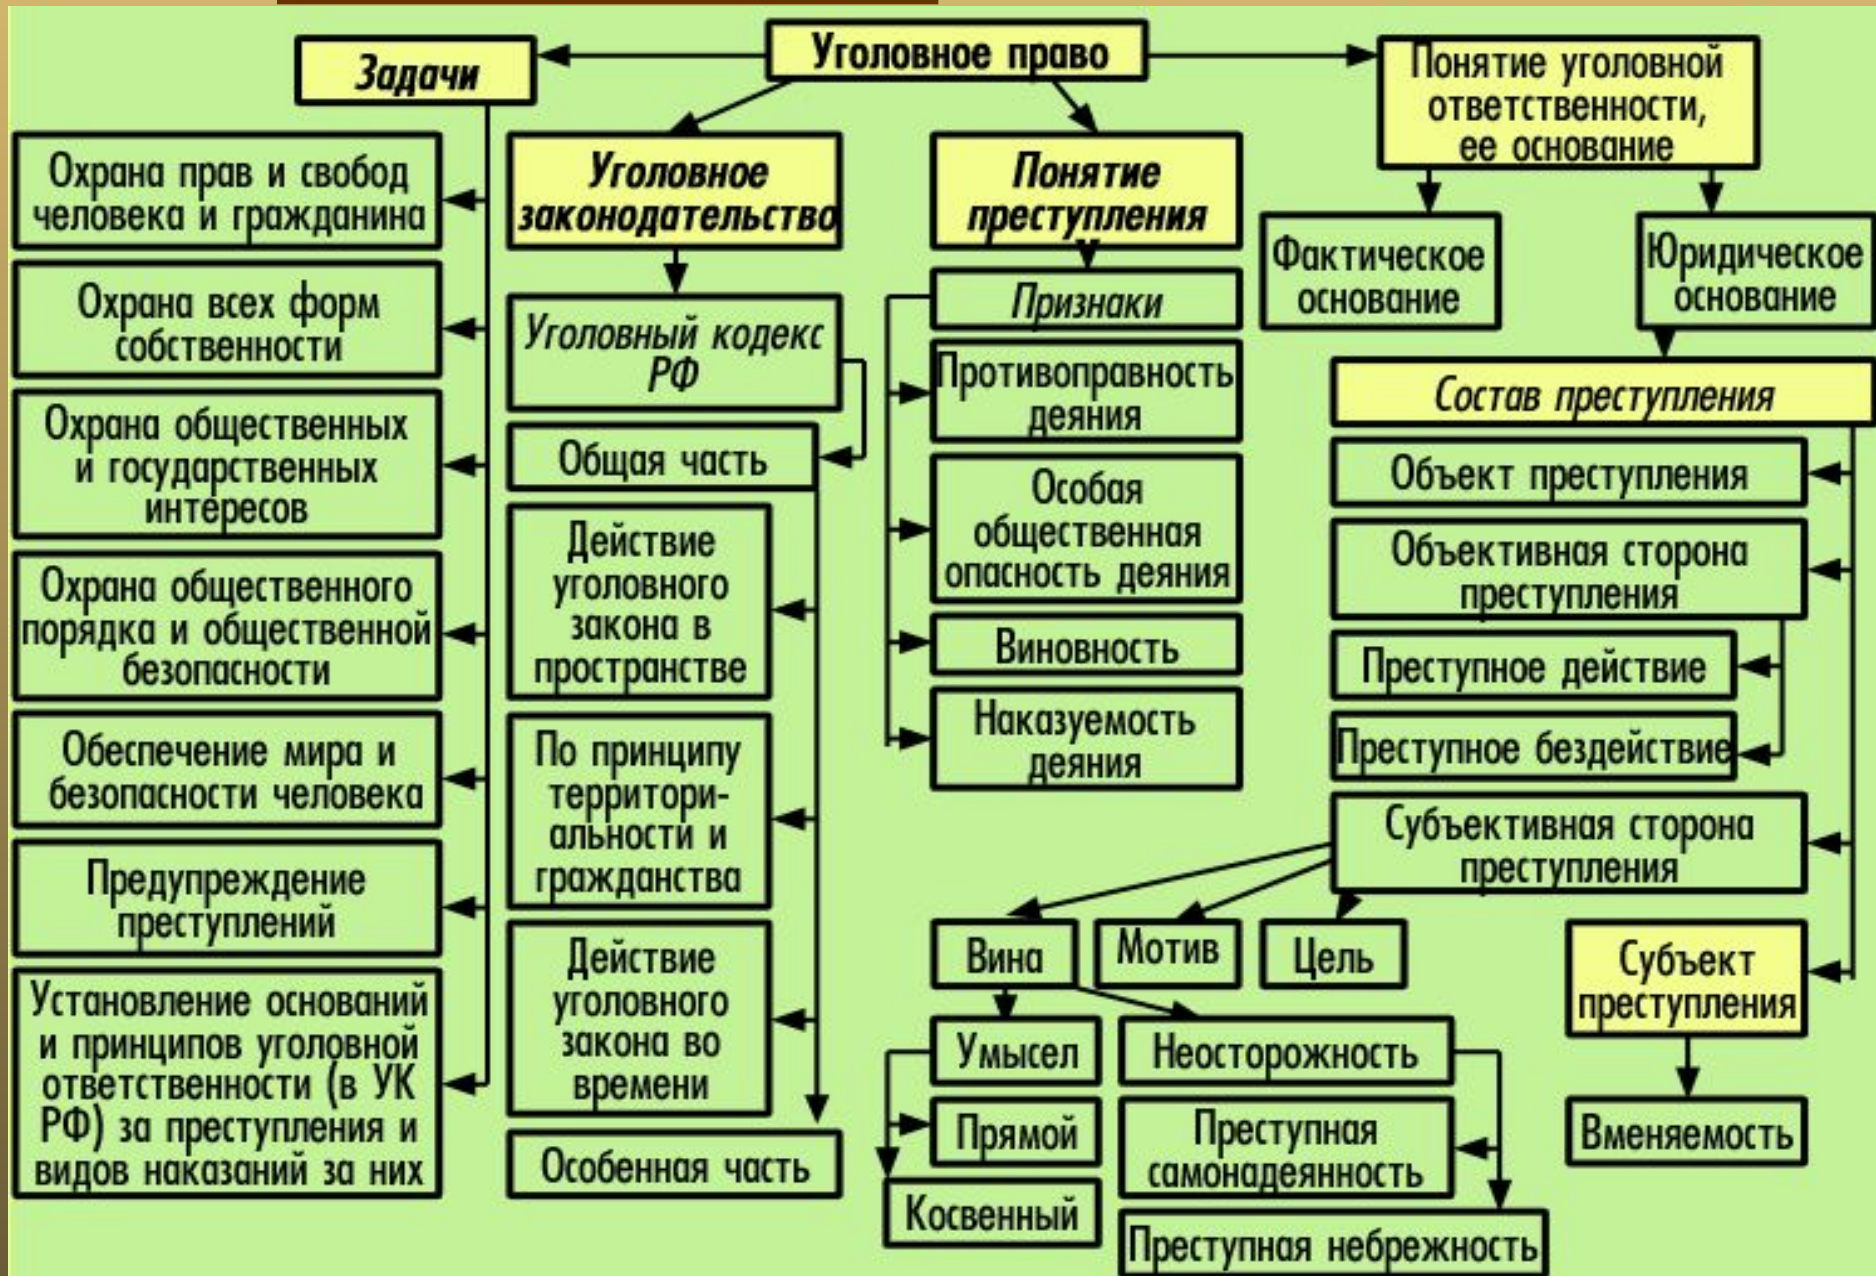 Уголовное право
Задачи
Охрана прав и свобод
человека и гражданина
Охрана всех форм
собственности
Охрана общественных
и государственных
интересов
Охрана общественного
порядка и общественной
безопасности
Обеспечение мира и
безопасности человека
Предупреждение
преступлений
Установление оснований
и принципов уголовной
ответственности (в УК
РФ) за преступления и
видов наказаний за них
Уголовное
законодательство
Уголовный кодекс
РФ
Общая часть
Действие
уголовного
закона в
пространстве
По принципу
территори-
альности и
гражданства
Действие
уголовного
закона во
времени
Особенная часть
Понятие
преступления
Признаки
Противоправность
деяния
Особая
общественная
опасность деяния
Виновность
Наказуемость
деяния
Понятие уголовной
ответственности,
ее основание
Фактическое
основание
Юридическое
основание
Состав преступления
Объект преступления
Объективная сторона
преступления
Преступное действие
Преступное бездействие
Субъективная сторона
преступления
Вина
Мотив
Цель
Умысел
Прямой
Косвенный
Неосторожность
Преступная
самонадеянность
Преступная небрежность
Субъект
преступления
Вменяемость